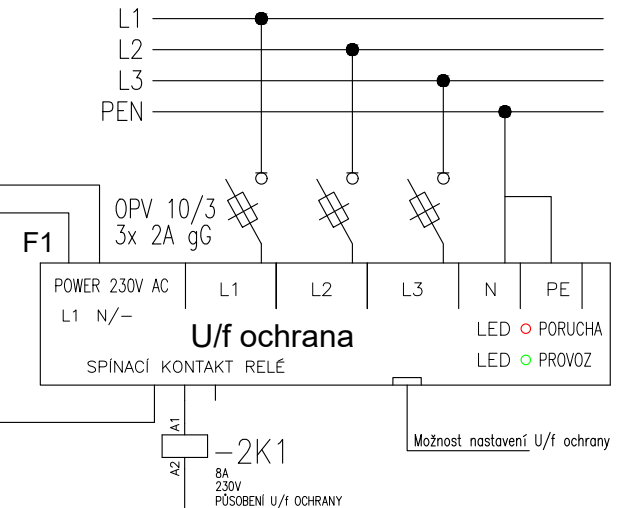 L1
L2
L3
PEN
OPV 10/3
3x 2A gG
F1
POWER 230V AC
L1 N/-
L1
L2
L3
N
PE
U/f ochrana
LED PORUCHA
LED PROVOZ
SPÍNACÍ KONTAKT RELÉ
A1
A2
-2K1
8A
230V
PŮSOBENÍ U/f OCHRANY
Možnost nastavení U/f ochrany